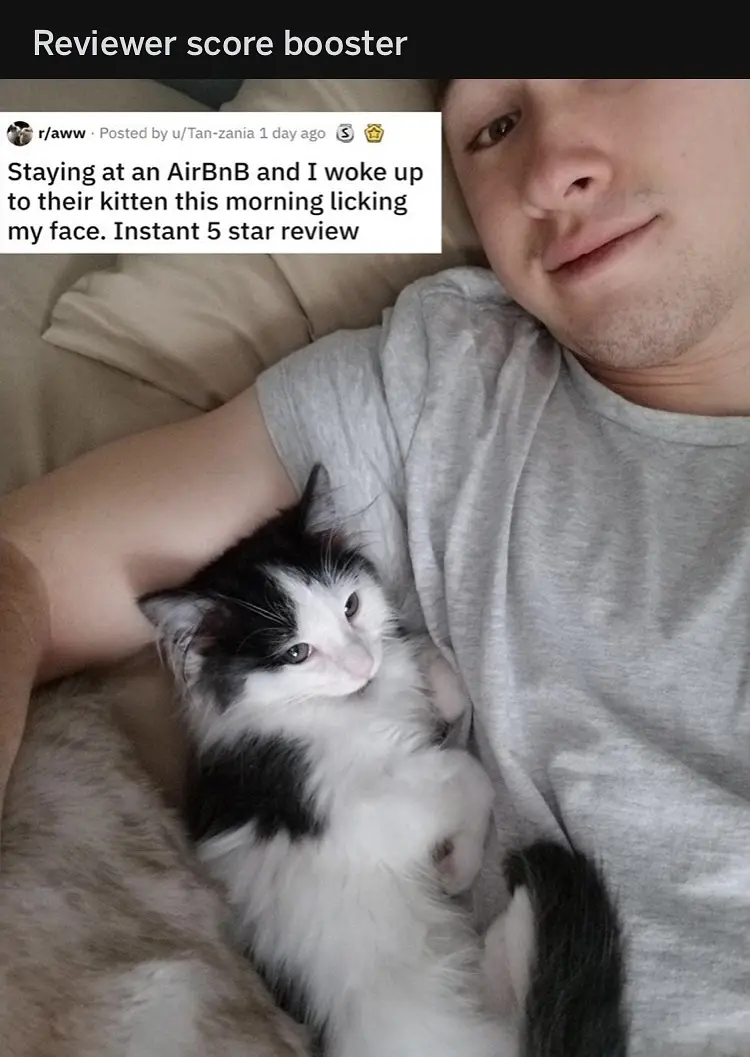 Reviewer score booster
r/aww · Posted by u/Tan-zania 1 day ago S
Staying at an AirBnB and I woke up
to their kitten this morning licking
my face. Instant 5 star review